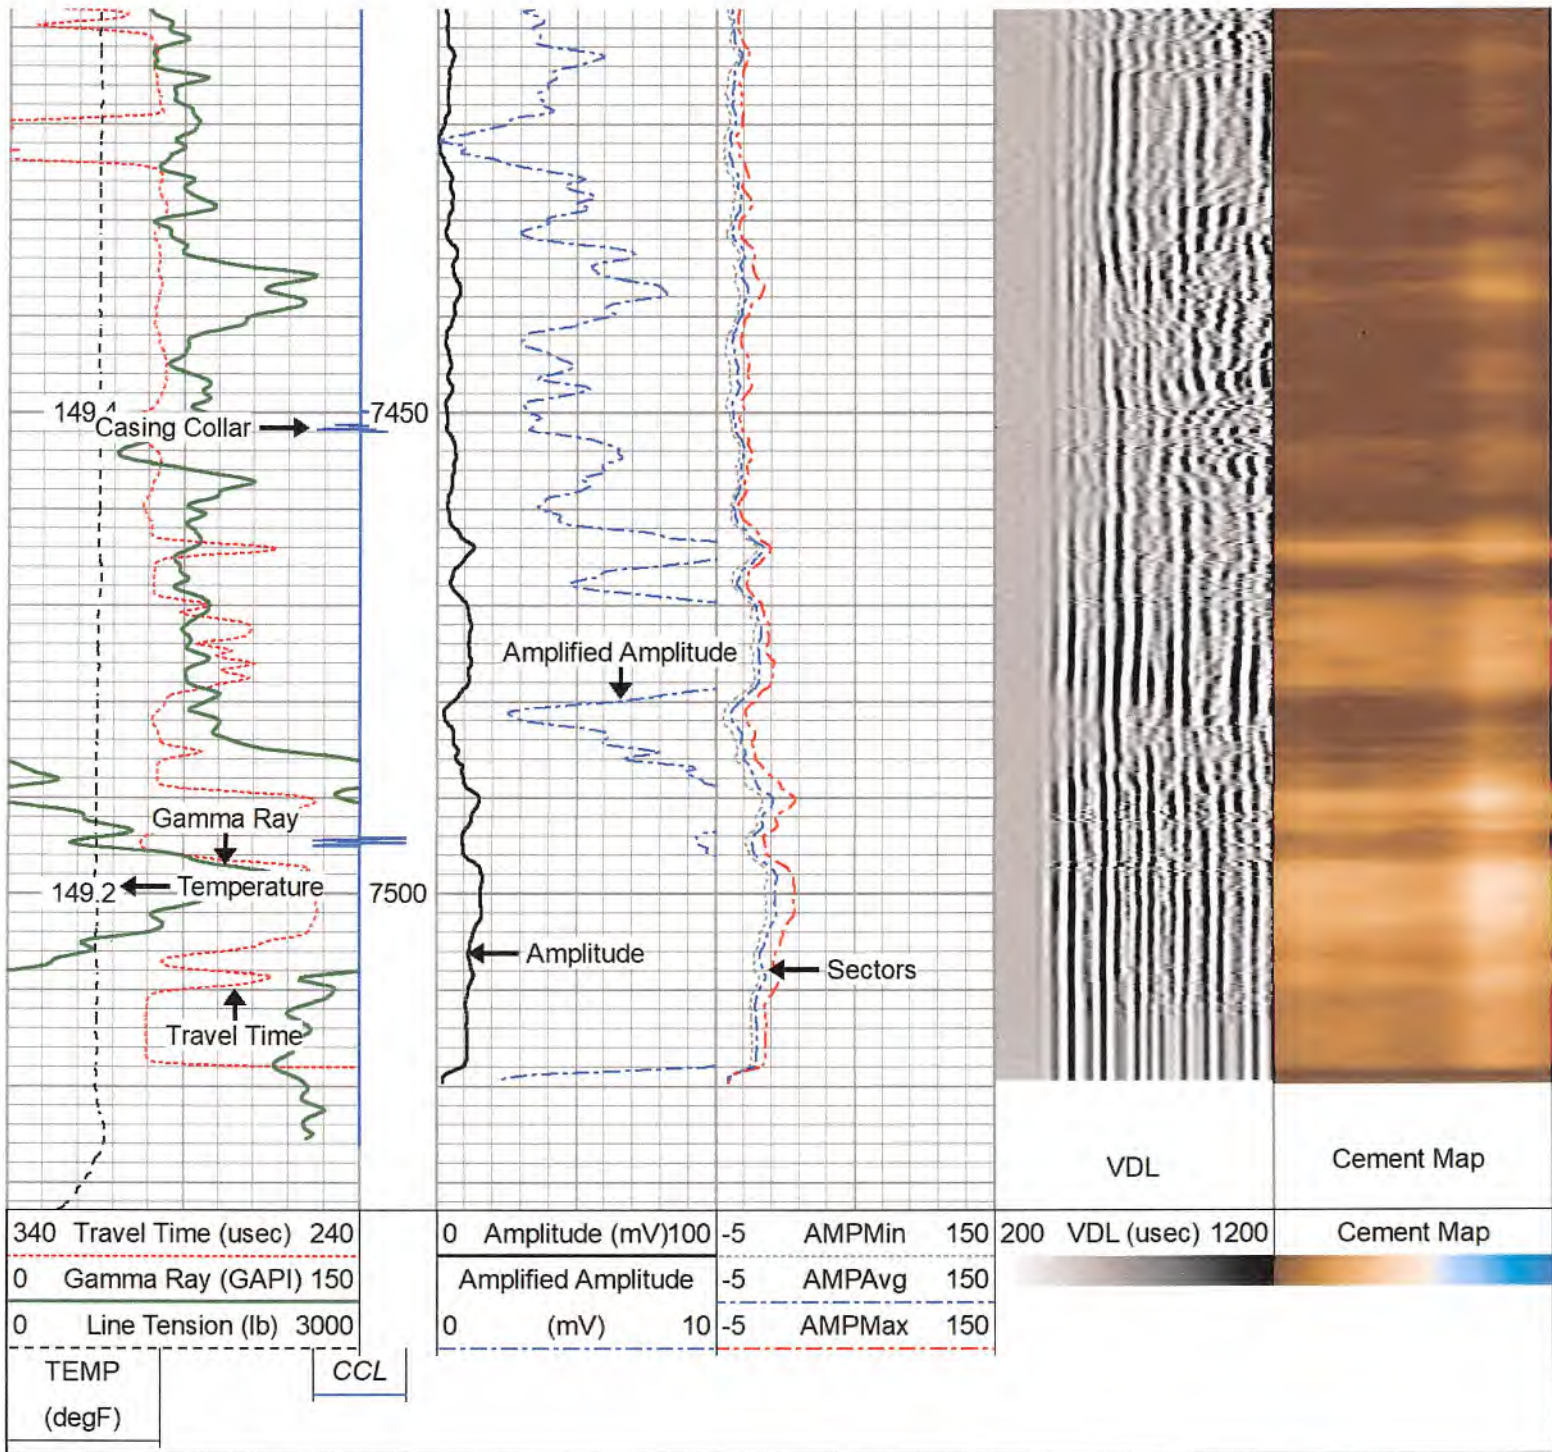 149.4
Casing Collar
7450
Amplified Amplitude
Gamma Ray
149.2
Temperature
7500
Amplitude
Sectors
Travel Time
VDL
Cement Map
340 Travel Time (usec) 240
0 Amplitude (mV)100
-5 AMPMin 150
200 VDL (usec) 1200
Cement Map
0 Gamma Ray (GAPI) 150
Amplified Amplitude
-5 AMPAvg 150
0 Line Tension (lb) 3000
0 (mV) 10
-5 AMPMax 150
TEMP
CCL
(degF)